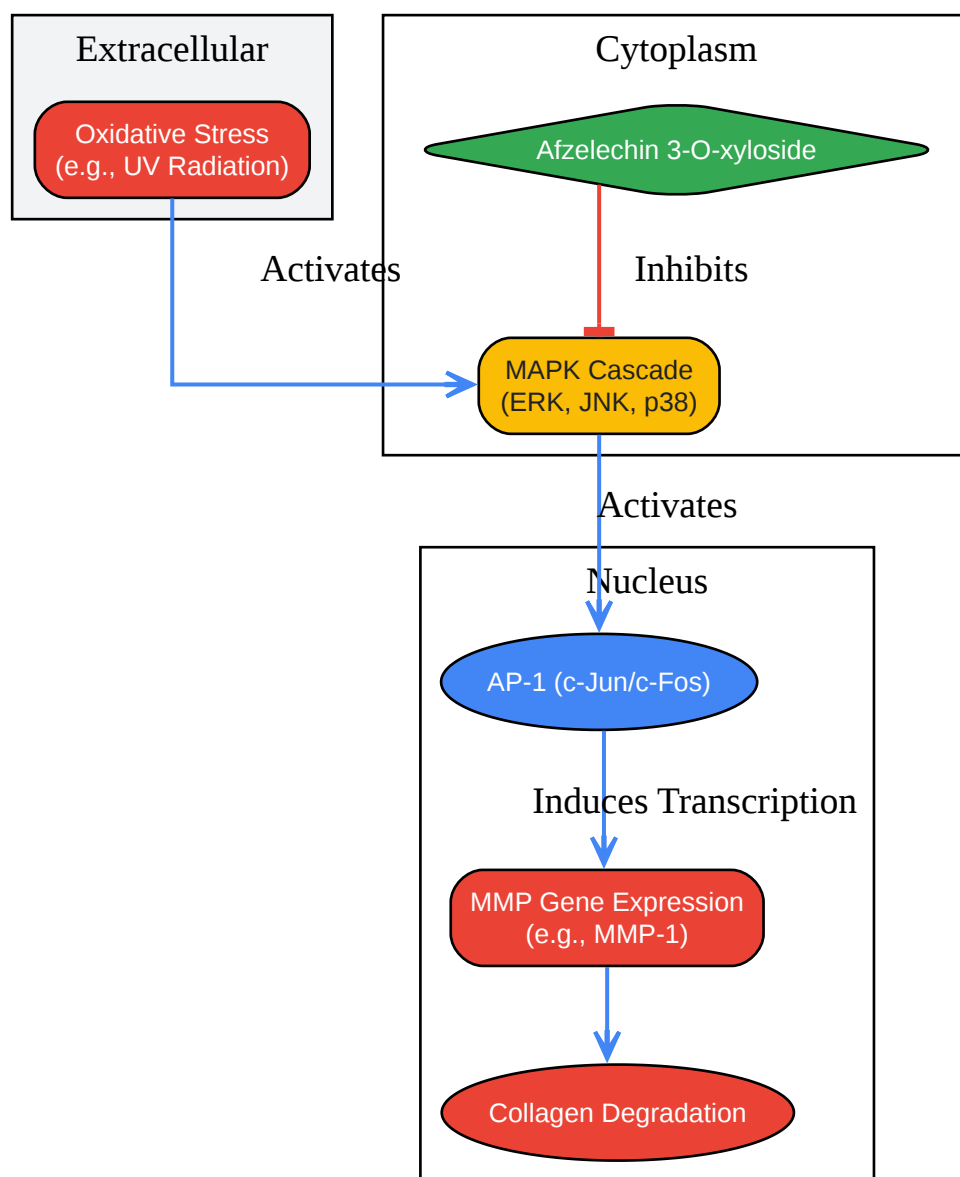 Extracellular
Oxidative Stress
(e.g., UV Radiation)
Cytoplasm
Afzelechin 3-O-xyloside
Activates
Inhibits
MAPK Cascade
(ERK, JNK, p38)
Activates
Nucleus
AP-1 (c-Jun/c-Fos)
Induces Transcription
MMP Gene Expression
(e.g., MMP-1)
Collagen Degradation